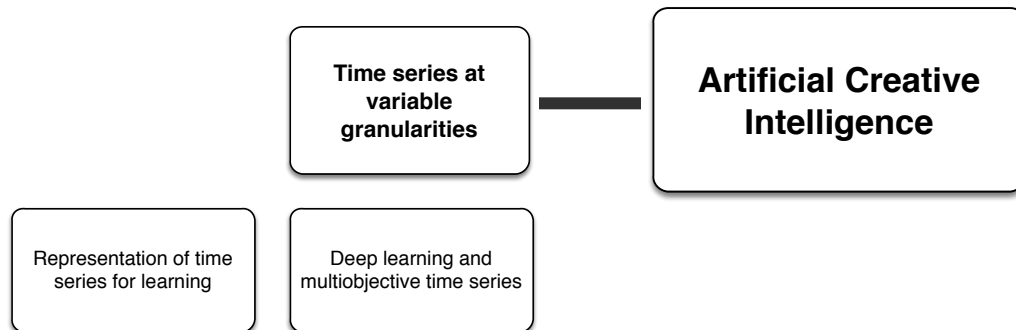 Time series at
variable
granularities
Artificial Creative
Intelligence
Representation of time
series for learning
Deep learning and
multiobjective time series